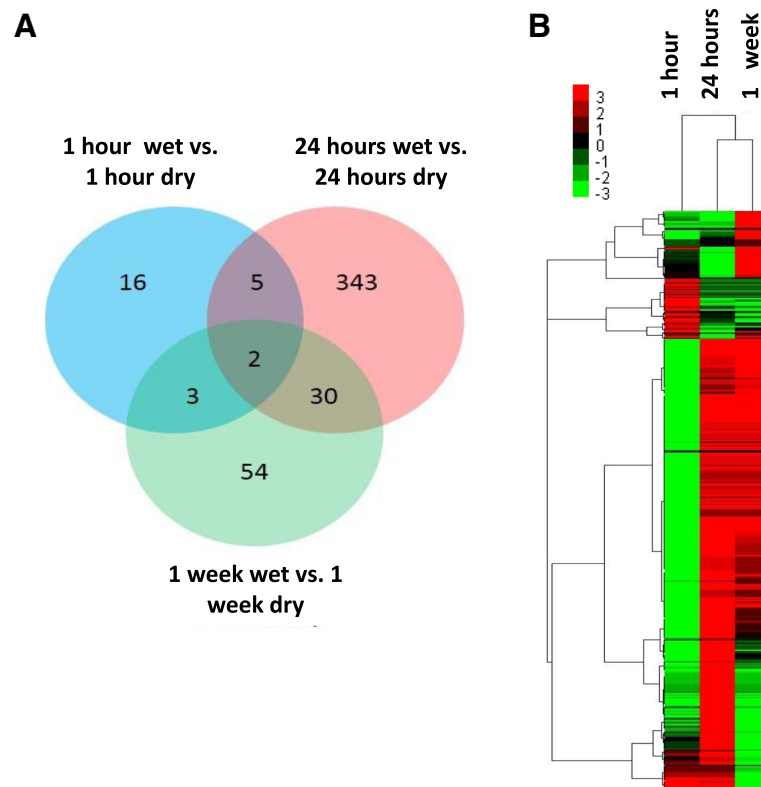 A
B
1 hour
24 hours
1 week
3
2
1
0
-1
-2
-3
1 hour wet vs.
1 hour dry
24 hours wet vs.
24 hours dry
16
5
343
2
3
30
54
1 week wet vs. 1
week dry